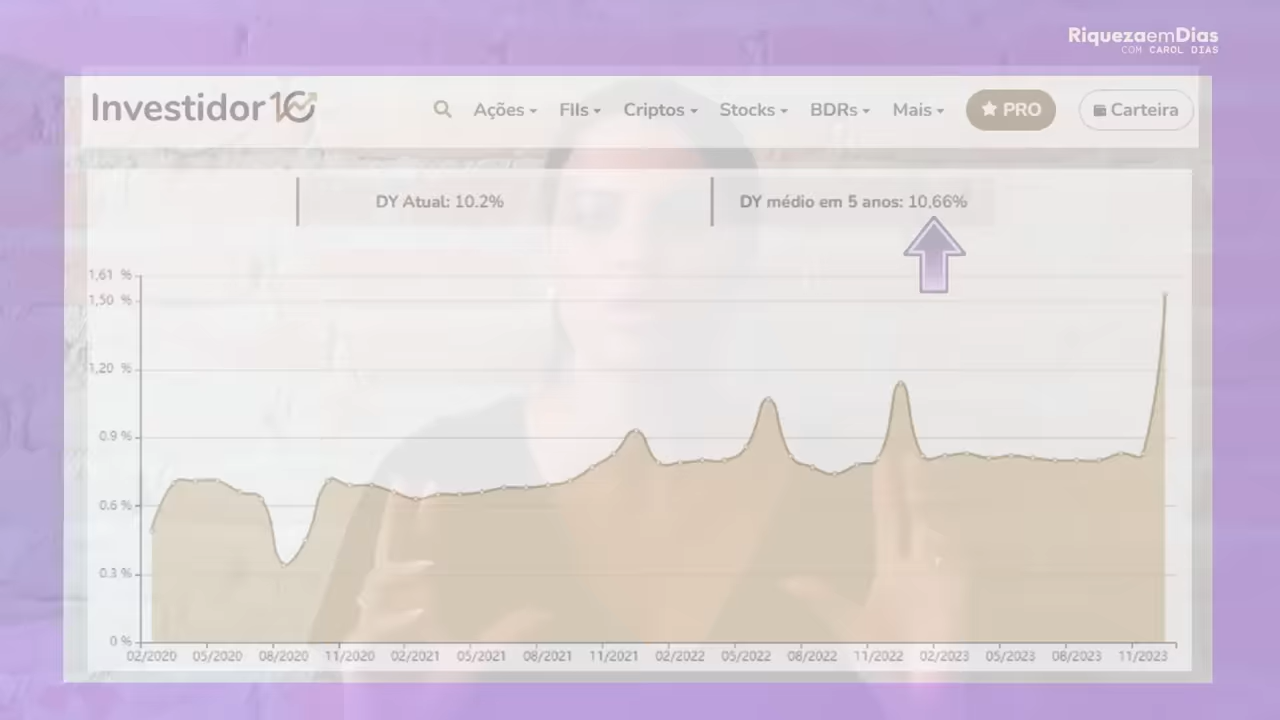 RiquezaemDias
COM CAROL DIAS
Investidor10
Ações FIIs Criptos Stocks BDRs Mais PRO Carteira
DY Atual: 10.2% DY médio em 5 anos: 10,66%
1,61 %
1,50 %
1,20 %
0.9 %
0.6 %
0.3 %
0 %
02/2020 05/2020 08/2020 11/2020 02/2021 05/2021 08/2021 11/2021 02/2022 05/2022 08/2022 11/2022 02/2023 05/2023 08/2023 11/2023